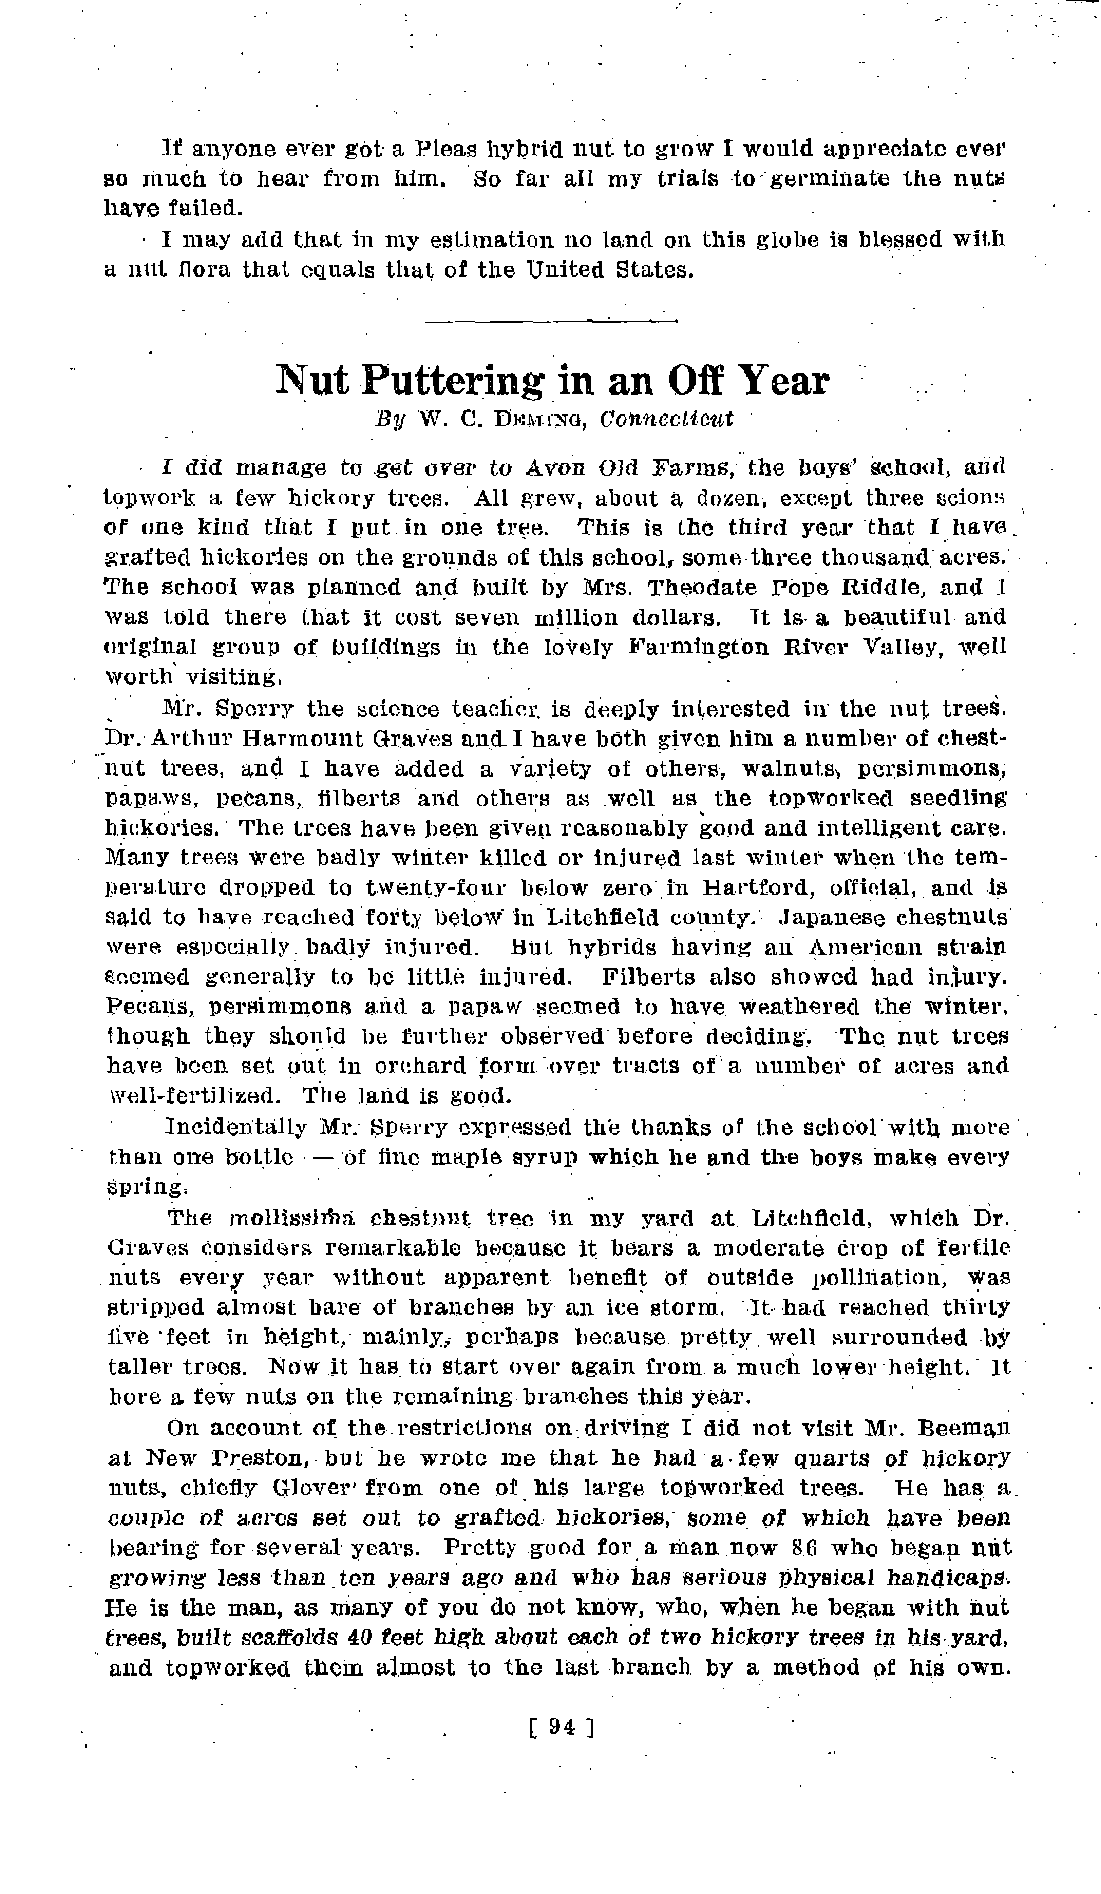 If anyone ever got a Pleas hybrid nut to grow I would appreciate ever
so much to hear from him. So far all my trials to germinate the nuts
have failed.
I may add that in my estimation no land on this globe is blessed with
a nut flora that equals that of the United States.
Nut Puttering in an Off Year
By W. C. DEMING, Connecticut
I did manage to get over to Avon Old Farms, the boys' school, and
topwork a few hickory trees. All grew, about a dozen, except three scions
of one kind that I put in one tree. This is the third year that I have
grafted hickories on the grounds of this school, some three thousand acres.
The school was planned and built by Mrs. Theodate Pope Riddle, and I
was told there that it cost seven million dollars. It is a beautiful and
original group of buildings in the lovely Farmington River Valley, well
worth visiting.
Mr. Sperry the science teacher is deeply interested in the nut trees.
Dr. Arthur Harmount Graves and I have both given him a number of chest-
nut trees, and I have added a variety of others, walnuts, persimmons,
papaws, pecans, filberts and others as well as the topworked seedling
hickories. The trees have been given reasonably good and intelligent care.
Many trees were badly winter killed or injured last winter when the tem-
perature dropped to twenty-four below zero in Hartford, official, and is
said to have reached forty below in Litchfield county. Japanese chestnuts
were especially badly injured. But hybrids having an American strain
seemed generally to be little injured. Filberts also showed had injury.
Pecans, persimmons and a papaw seemed to have weathered the winter,
though they should be further observed before deciding. The nut trees
have been set out in orchard form over tracts of a number of acres and
well-fertilized. The land is good.
Incidentally Mr. Sperry expressed the thanks of the school with more
than one bottle — of fine maple syrup which he and the boys make every
spring.
The mollissima chestnut tree in my yard at Litchfield, which Dr.
Graves considers remarkable because it bears a moderate crop of fertile
nuts every year without apparent benefit of outside pollination, was
stripped almost bare of branches by an ice storm. It had reached thirty
five feet in height, mainly, perhaps because pretty well surrounded by
taller trees. Now it has to start over again from a much lower height. It
bore a few nuts on the remaining branches this year.
On account of the restrictions on driving I did not visit Mr. Beeman
at New Preston, but he wrote me that he had a few quarts of hickory
nuts, chiefly Glover from one of his large topworked trees. He has a
couple of acres set out to grafted hickories, some of which have been
bearing for several years. Pretty good for a man now 86 who began nut
growing less than ten years ago and who has serious physical handicaps.
He is the man, as many of you do not know, who, when he began with nut
trees, built scaffolds 40 feet high about each of two hickory trees in his yard,
and topworked them almost to the last branch by a method of his own.
[ 94 ]